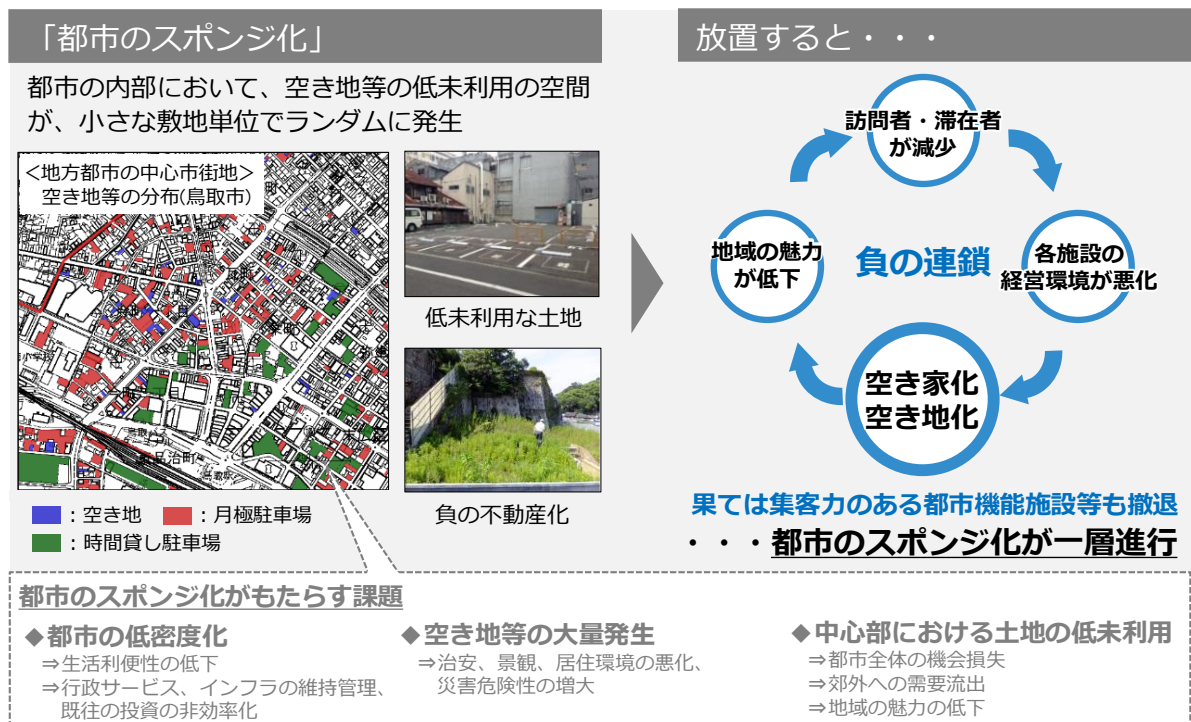 「都市のスポンジ化」
都市の内部において、空き地等の低未利用の空間
が、小さな敷地単位でランダムに発生
<地方都市の中心市街地>
空き地等の分布(鳥取市)
低未利用な土地
負の不動産化
:空き地
:月極駐車場
:時間貸し駐車場
放置すると・・・
訪問者・滞在者
が減少
各施設の
経営環境が悪化
空き家化
空き地化
地域の魅力
が低下
負の連鎖
果ては集客力のある都市機能施設等も撤退
・・・都市のスポンジ化が一層進行
都市のスポンジ化がもたらす課題
◆都市の低密度化
⇒生活利便性の低下
⇒行政サービス、インフラの維持管理、
既往の投資の非効率化
◆空き地等の大量発生
⇒治安、景観、居住環境の悪化、
災害危険性の増大
◆中心部における土地の低未利用
⇒都市全体の機会損失
⇒郊外への需要流出
⇒地域の魅力の低下